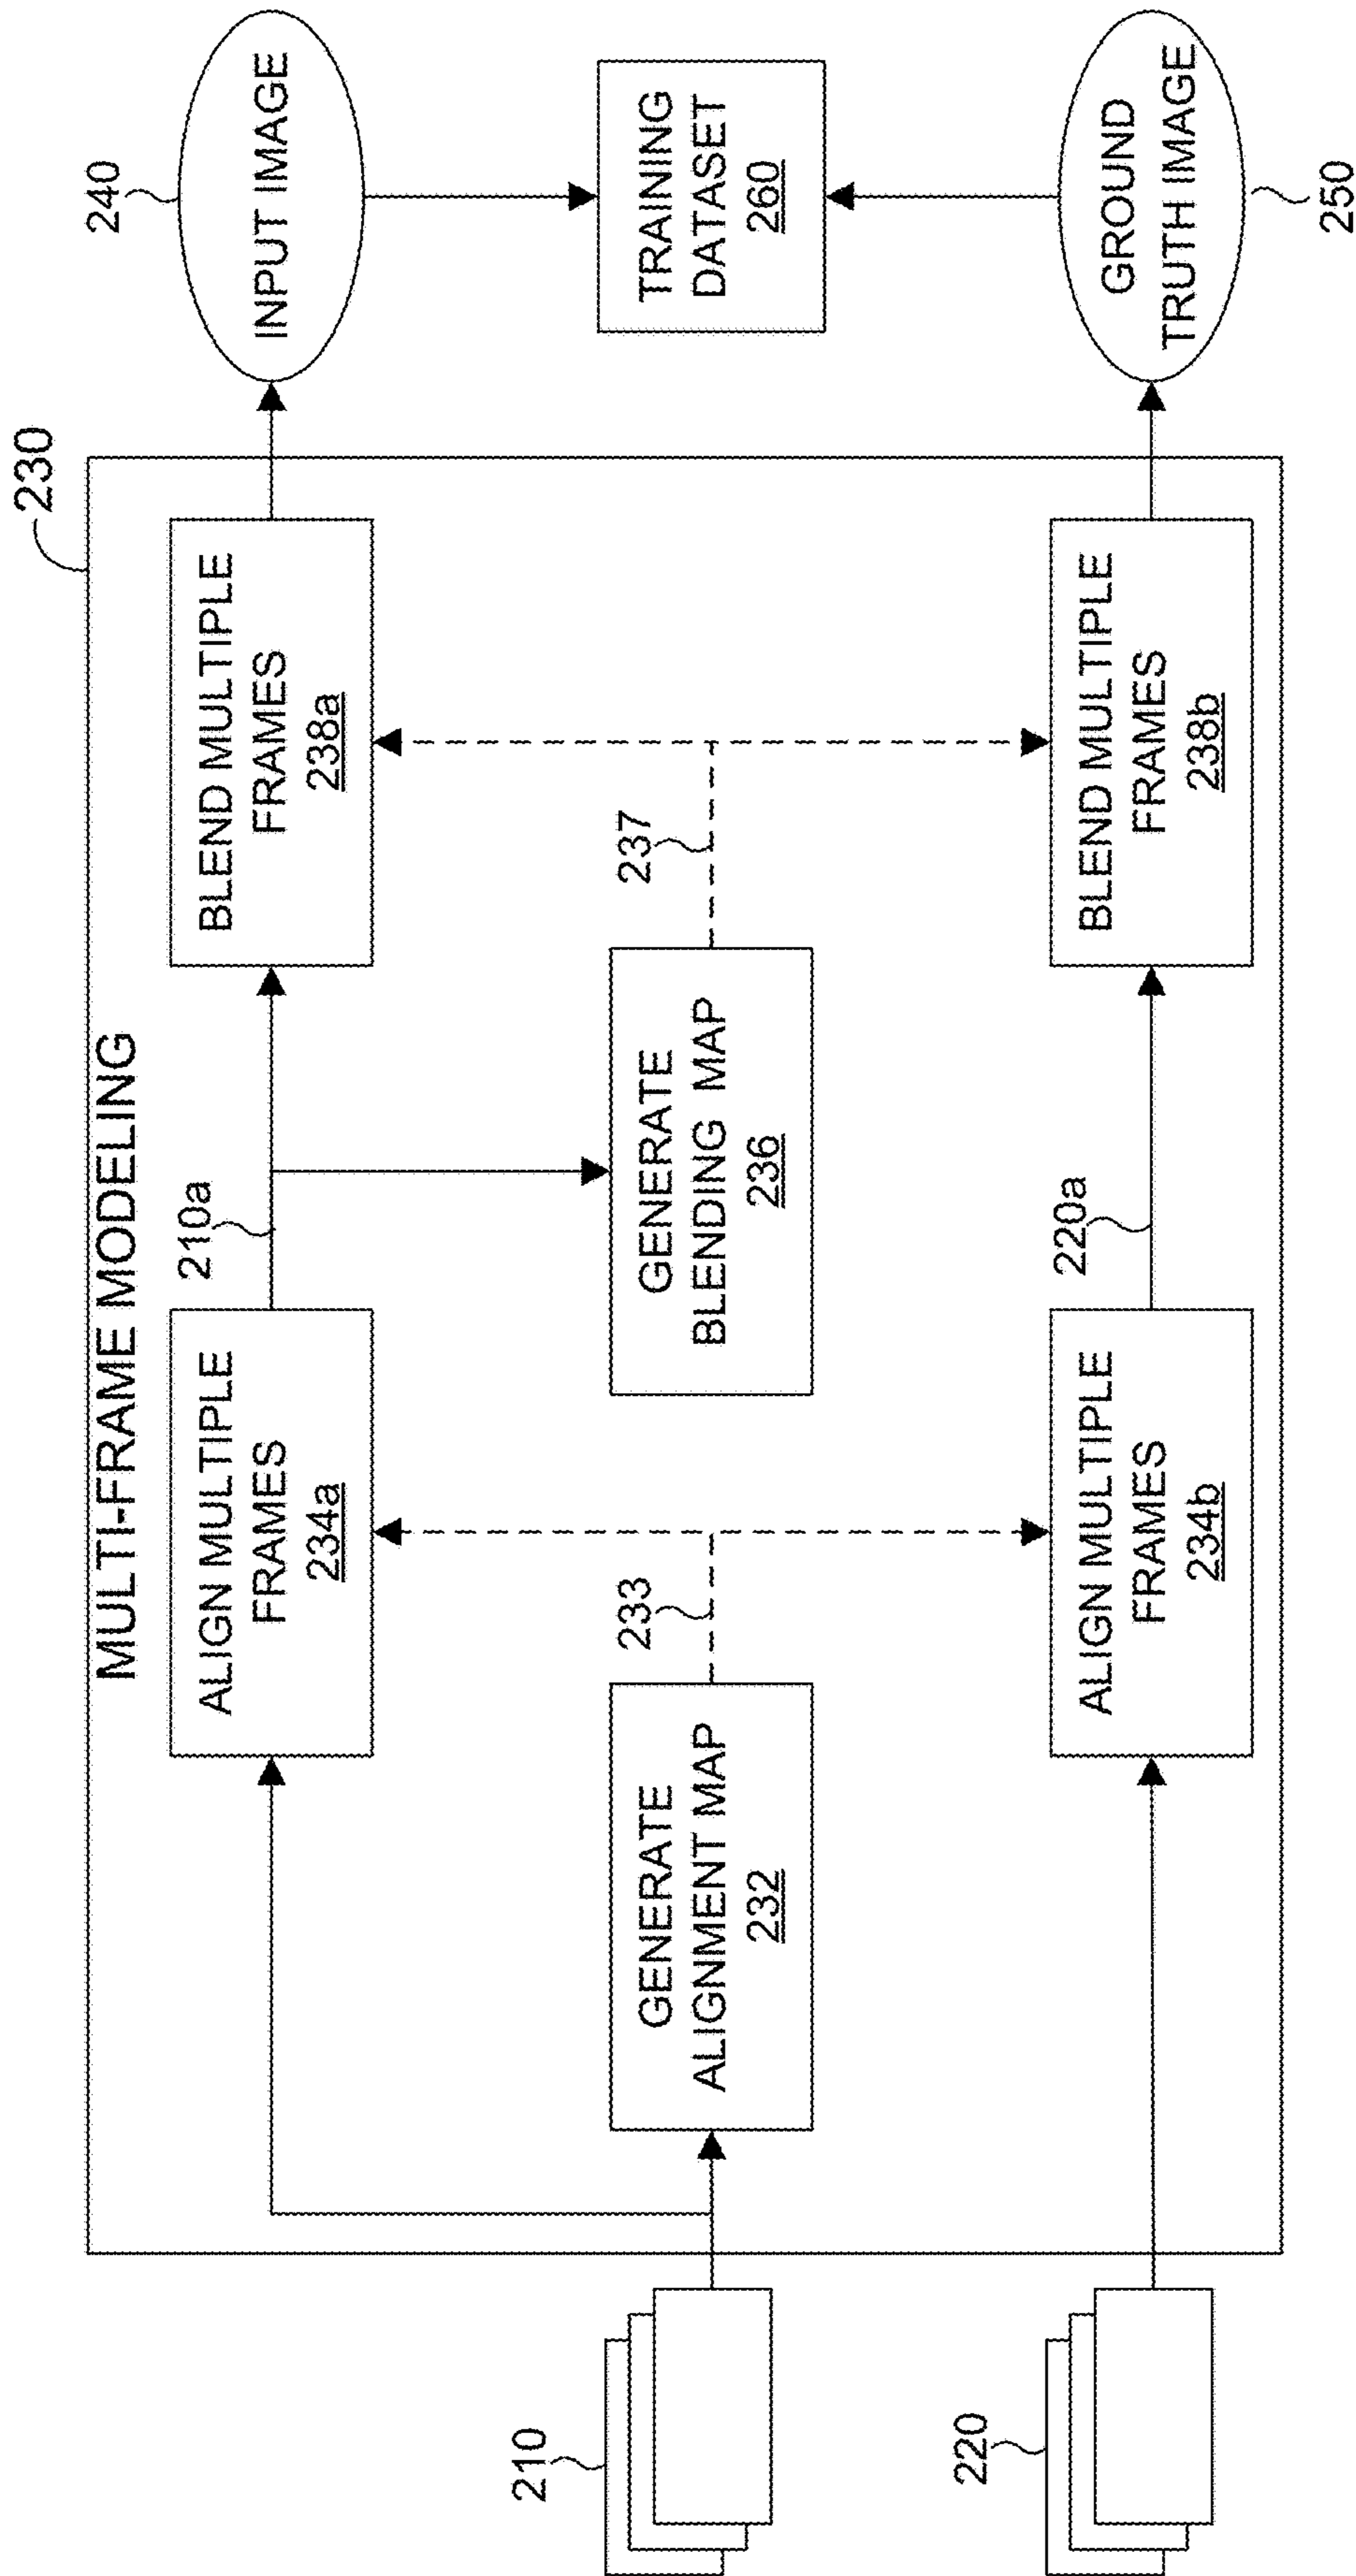 MULTI-FRAME MODELING
230
210
220
GENERATE
ALIGNMENT MAP
232
233
ALIGN MULTIPLE
FRAMES
234a
ALIGN MULTIPLE
FRAMES
234b
210a
220a
GENERATE
BLENDING MAP
236
237
BLEND MULTIPLE
FRAMES
238a
BLEND MULTIPLE
FRAMES
238b
240
INPUT IMAGE
TRAINING
DATASET
260
GROUND
TRUTH IMAGE
250